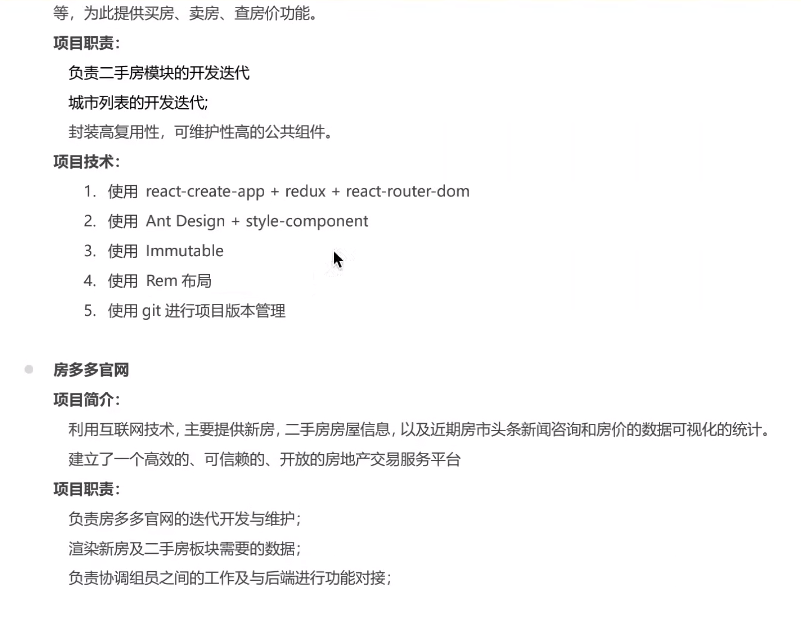 等，为此提供买房、卖房、查房价功能。
项目职责：
负责二手房模块的开发迭代
城市列表的开发迭代;
封装高复用性，可维护性高的公共组件。
项目技术：
1. 使用 react-create-app + redux + react-router-dom
2. 使用 Ant Design + style-component
3. 使用 Immutable
4. 使用 Rem 布局
5. 使用 git 进行项目版本管理
房多多官网
项目简介：
利用互联网技术, 主要提供新房, 二手房房屋信息, 以及近期房市头条新闻咨询和房价的数据可视化的统计。
建立了一个高效的、可信赖的、开放的房地产交易服务平台
项目职责：
负责房多多官网的迭代开发与维护;
渲染新房及二手房板块需要的数据;
负责协调组员之间的工作及与后端进行功能对接;